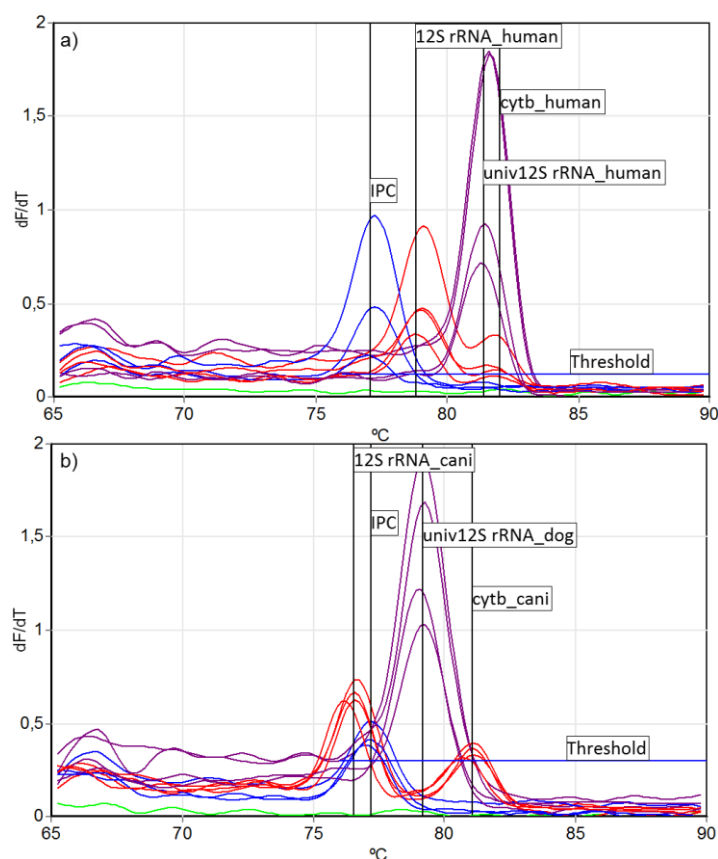 a)
2
1,5
1
0,5
0
dF/dT
12S rRNA_human
cytb_human
univ12S rRNA_human
IPC
Threshold
65
70
75
80
85
90
ºC
b)
2
1,5
1
0,5
0
dF/dT
12S rRNA_cani
IPC
univ12S rRNA_dog
cytb_cani
Threshold
65
70
75
80
85
90
ºC